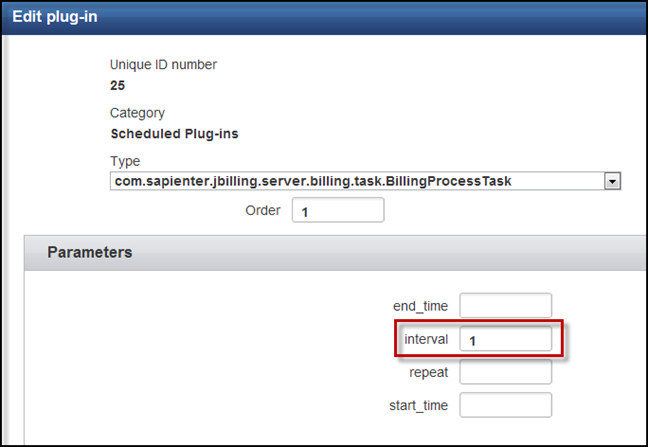 Edit plug-in
Unique ID number
25
Category
Scheduled Plug-ins
Type
com.sapienter.jbilling.server.billing.task.BillingProcessTask
Order 1
Parameters
end_time
interval 1
repeat
start_time